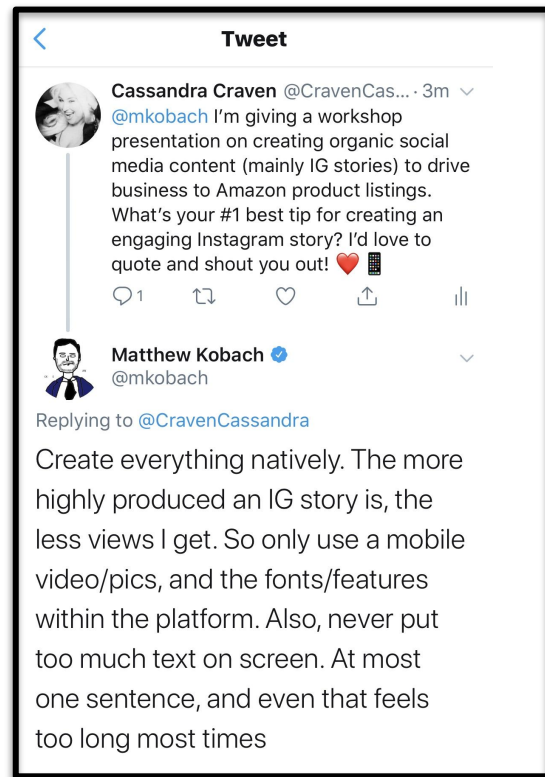 Tweet
Cassandra Craven @CravenCas... · 3m
@mkobach I’m giving a workshop
presentation on creating organic social
media content (mainly IG stories) to drive
business to Amazon product listings.
What’s your #1 best tip for creating an
engaging Instagram story? I’d love to
quote and shout you out! ❤️ 📱
1
Matthew Kobach
@mkobach
Replying to @CravenCassandra
Create everything natively. The more
highly produced an IG story is, the
less views I get. So only use a mobile
video/pics, and the fonts/features
within the platform. Also, never put
too much text on screen. At most
one sentence, and even that feels
too long most times